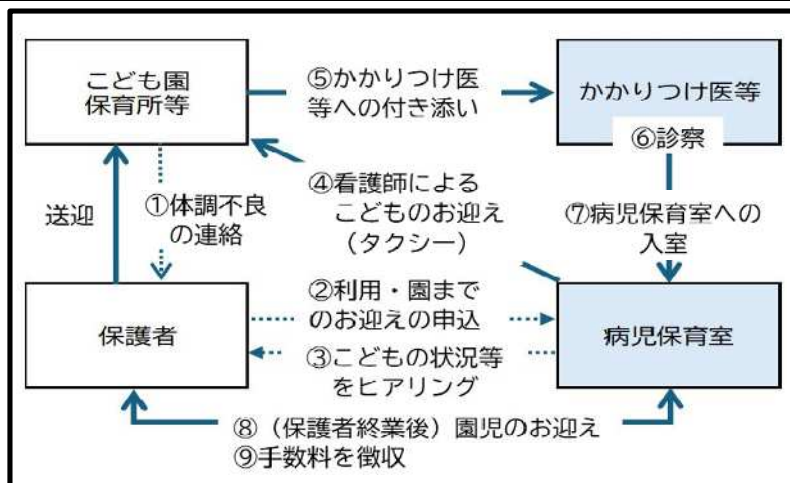 こども園
保育所等
⑤かかりつけ医
等への付き添い
かかりつけ医等
⑥診察
送迎
①体調不良
の連絡
④看護師による
こどものお迎え
（タクシー）
⑦病児保育室への
入室
保護者
②利用・園まで
のお迎えの申込
③こどもの状況等
をヒアリング
病児保育室
⑧（保護者終業後）園児のお迎え
⑨手数料を徴収